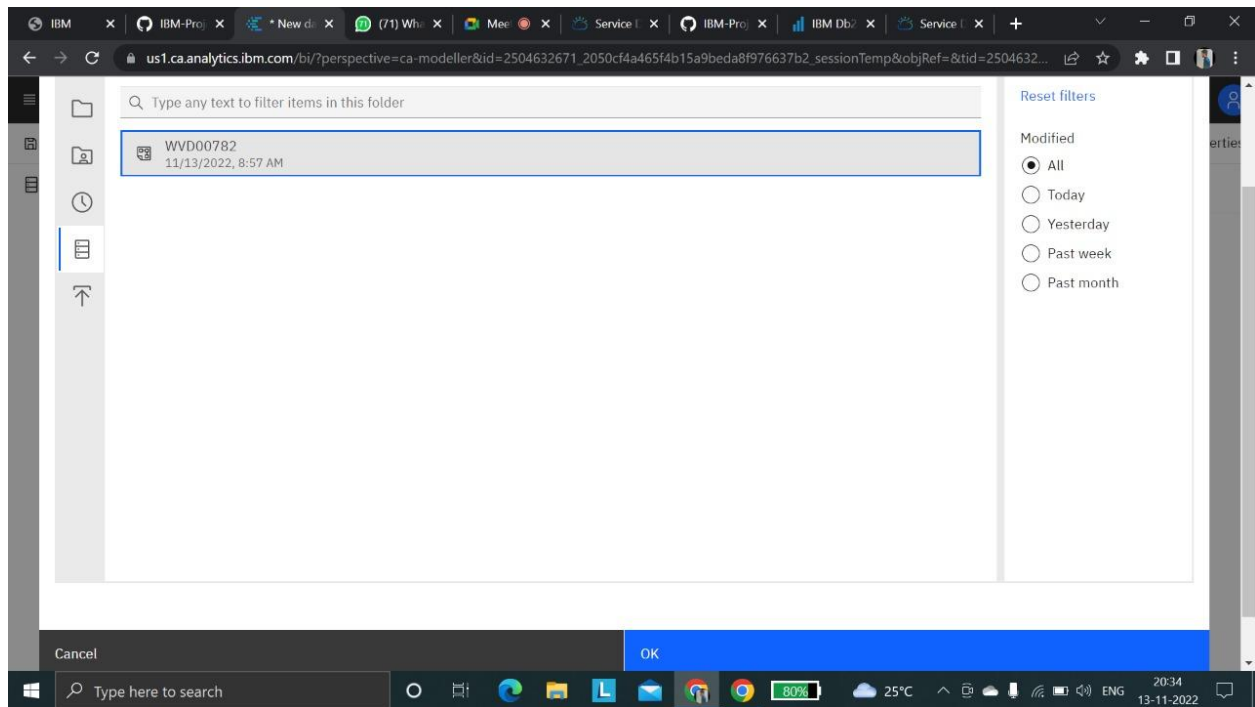 IBM
IBM-Proj
* New da
(71) Wha
Mee
Service D
IBM-Proj
IBM Db2
Service D
us1.ca.analytics.ibm.com/bi/?perspective=ca-modeller&id=2504632671_2050cf4a465f4b15a9beda8f976637b2_sessionTemp&objRef=&tid=2504632...
Type any text to filter items in this folder
WVD00782
11/13/2022, 8:57 AM
Reset filters
Modified
All
Today
Yesterday
Past week
Past month
erties
Cancel
OK
Type here to search
L
80%
25°C
ENG
20:34
13-11-2022